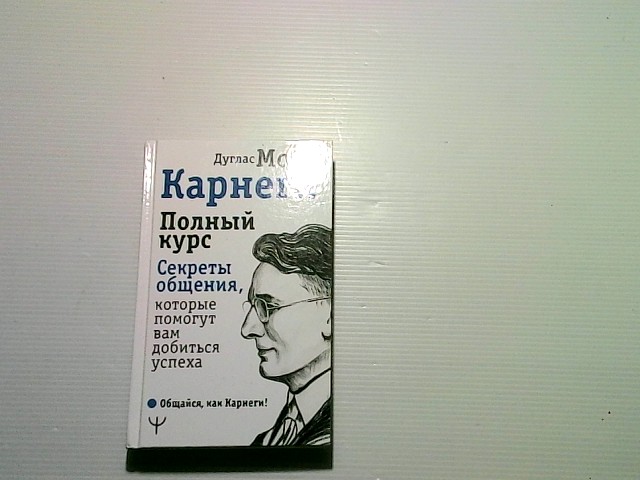 Дуглас
Карнеги
Полный
курс
Секреты
общения,
которые
помогут
вам
добиться
успеха
Общайся, как Карнеги!